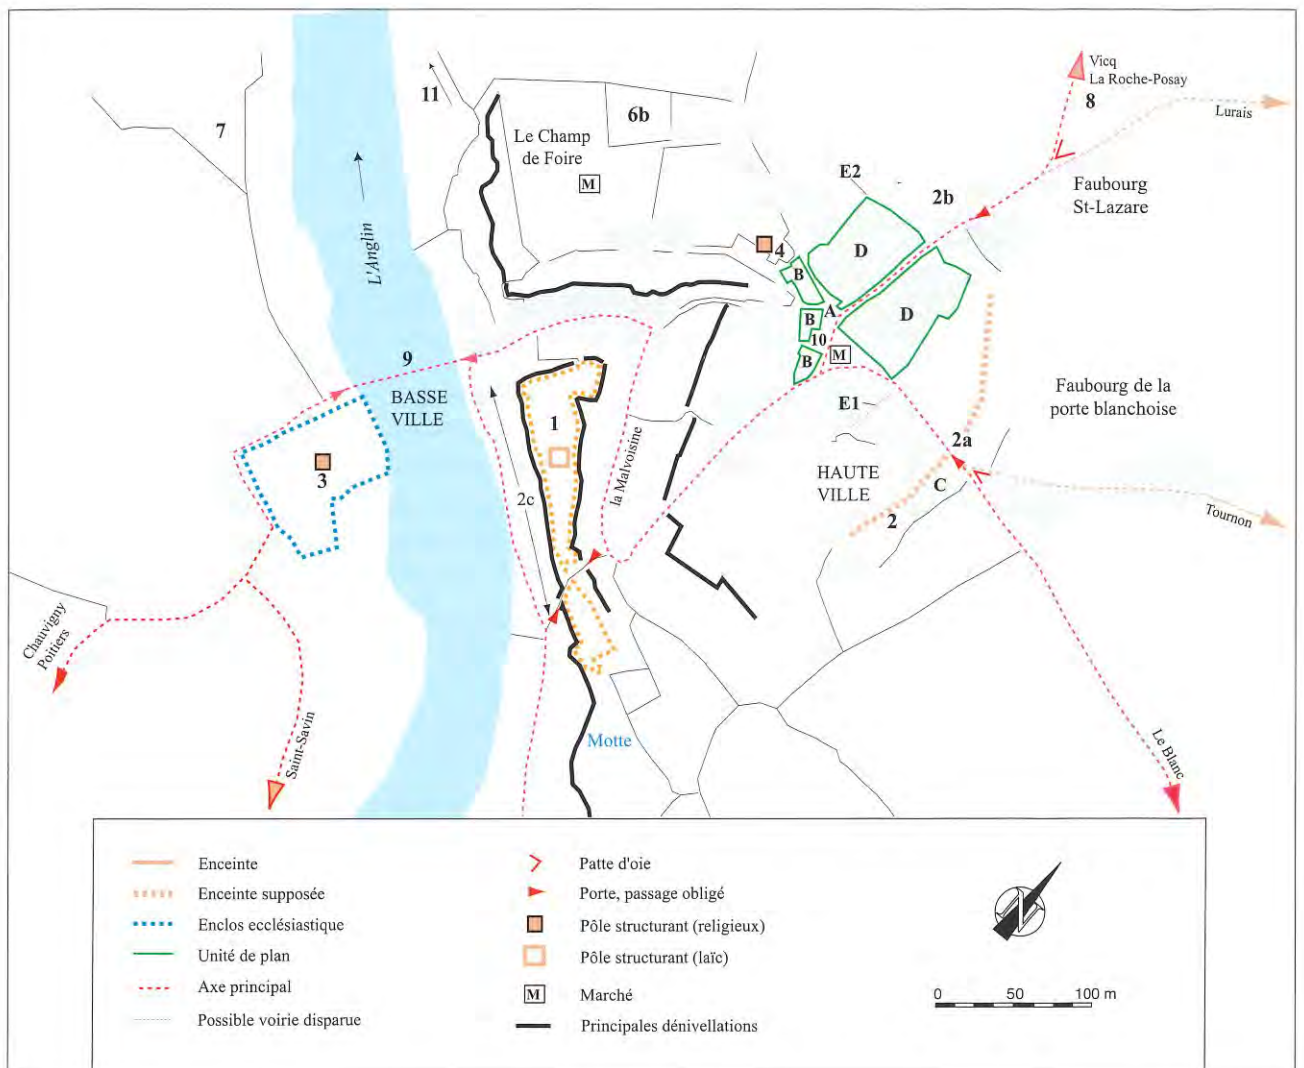 Vicq
La Roche-Posay
8
Lurais
11
6b
Le Champ
de Foire
M
7
E2
2b
Faubourg
St-Lazare
L'Anglin
4
D
B
A
D
B
10
M
B
9
BASSE
VILLE
E1
Faubourg de la
porte blanchoise
1
2a
3
2c
la Malvoisine
HAUTE
VILLE
C
2
Tournon
Chauvigny
Poitiers
Saint-Savin
Motte
Le Blanc
Enceinte
Enceinte supposée
Enclos ecclésiastique
Unité de plan
Axe principal
Possible voirie disparue
Patte d'oie
Porte, passage obligé
Pôle structurant (religieux)
Pôle structurant (laïc)
M Marché
Principales dénivellations
N
0 50 100 m